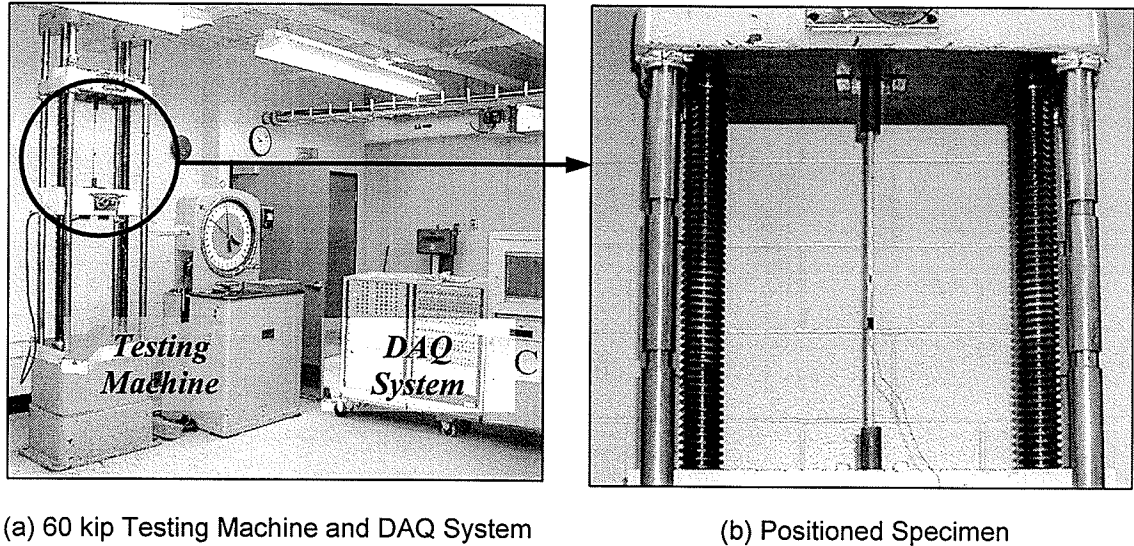 Testing
Machine
DAQ
System
C
(a) 60 kip Testing Machine and DAQ System
(b) Positioned Specimen